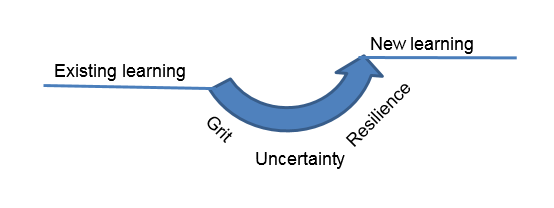 New learning
Existing learning
Grit
Resilience
Uncertainty